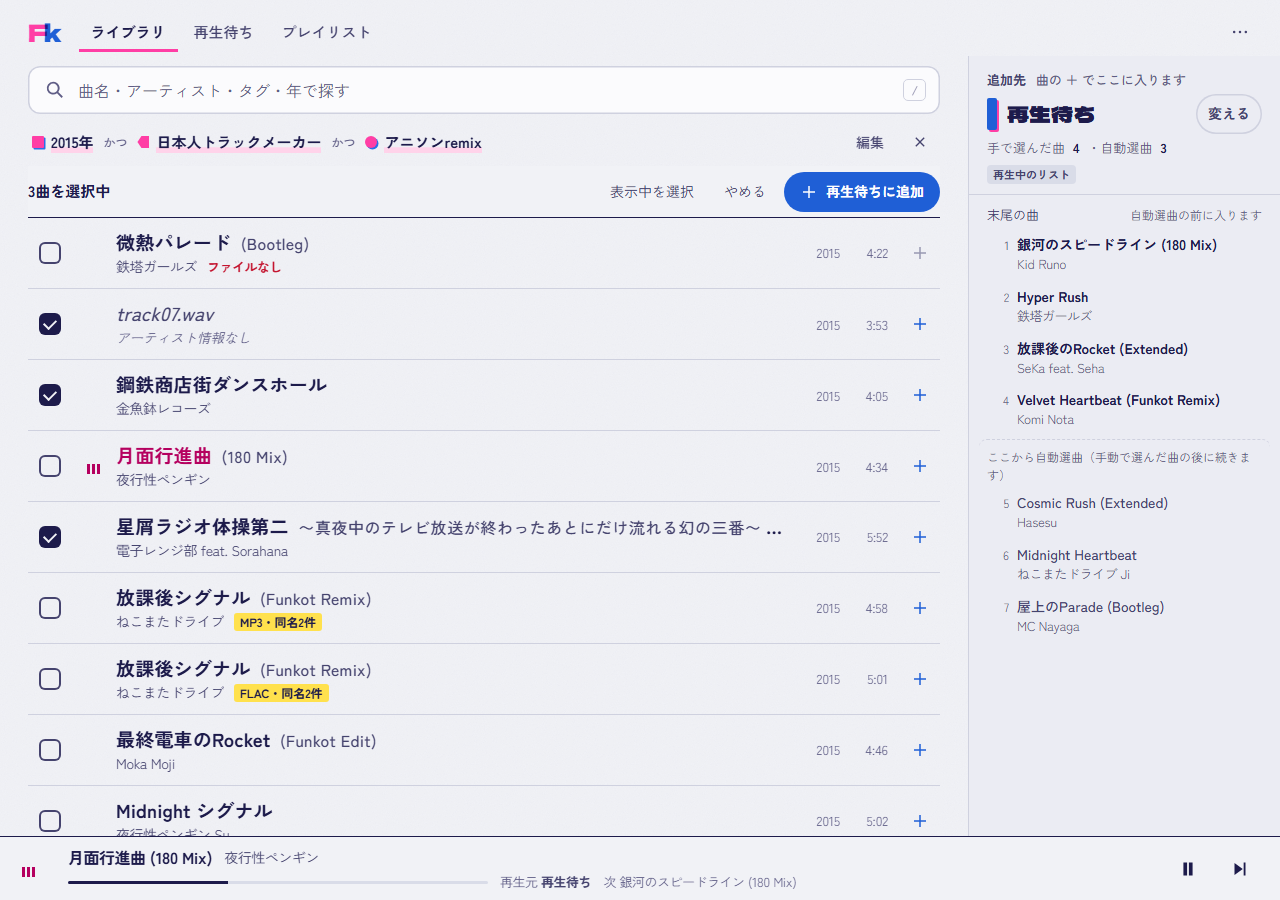 Fk ライブラリ 再生待ち プレイリスト ...
曲名・アーティスト・タグ・年で探す /
2015年 かつ 日本人トラックメーカー かつ アニソンremix 編集 ×
3曲を選択中 表示中を選択 やめる + 再生待ちに追加
微熱パレード (Bootleg) 2015 4:22 +
鉄塔ガールズ ファイルなし
track07.wav 2015 3:53 +
アーティスト情報なし
鋼鉄商店街ダンスホール 2015 4:05 +
金魚鉢レコーズ
月面行進曲 (180 Mix) 2015 4:34 +
夜行性ペンギン
星屑ラジオ体操第二 〜真夜中のテレビ放送が終わったあとにだけ流れる幻の三番〜 ... 2015 5:52 +
電子レンジ部 feat. Sorahana
放課後シグナル (Funkot Remix) 2015 4:58 +
ねこまたドライブ MP3・同名2件
放課後シグナル (Funkot Remix) 2015 5:01 +
ねこまたドライブ FLAC・同名2件
最終電車のRocket (Funkot Edit) 2015 4:46 +
Moka Moji
Midnight シグナル 2015 5:02 +
夜行性ペンギン Su
追加先 曲の + でここに入ります
再生待ち 変える
手で選んだ曲 4 ・自動選曲 3
再生中のリスト
末尾の曲 自動選曲の前に入ります
1 銀河のスピードライン (180 Mix)
Kid Runo
2 Hyper Rush
鉄塔ガールズ
3 放課後のRocket (Extended)
SeKa feat. Seha
4 Velvet Heartbeat (Funkot Remix)
Komi Nota
ここから自動選曲（手動で選んだ曲の後に続きま
す）
5 Cosmic Rush (Extended)
Hasesu
6 Midnight Heartbeat
ねこまたドライブ Ji
7 屋上のParade (Bootleg)
MC Nayaga
月面行進曲 (180 Mix) 夜行性ペンギン
再生元 再生待ち 次 銀河のスピードライン (180 Mix)